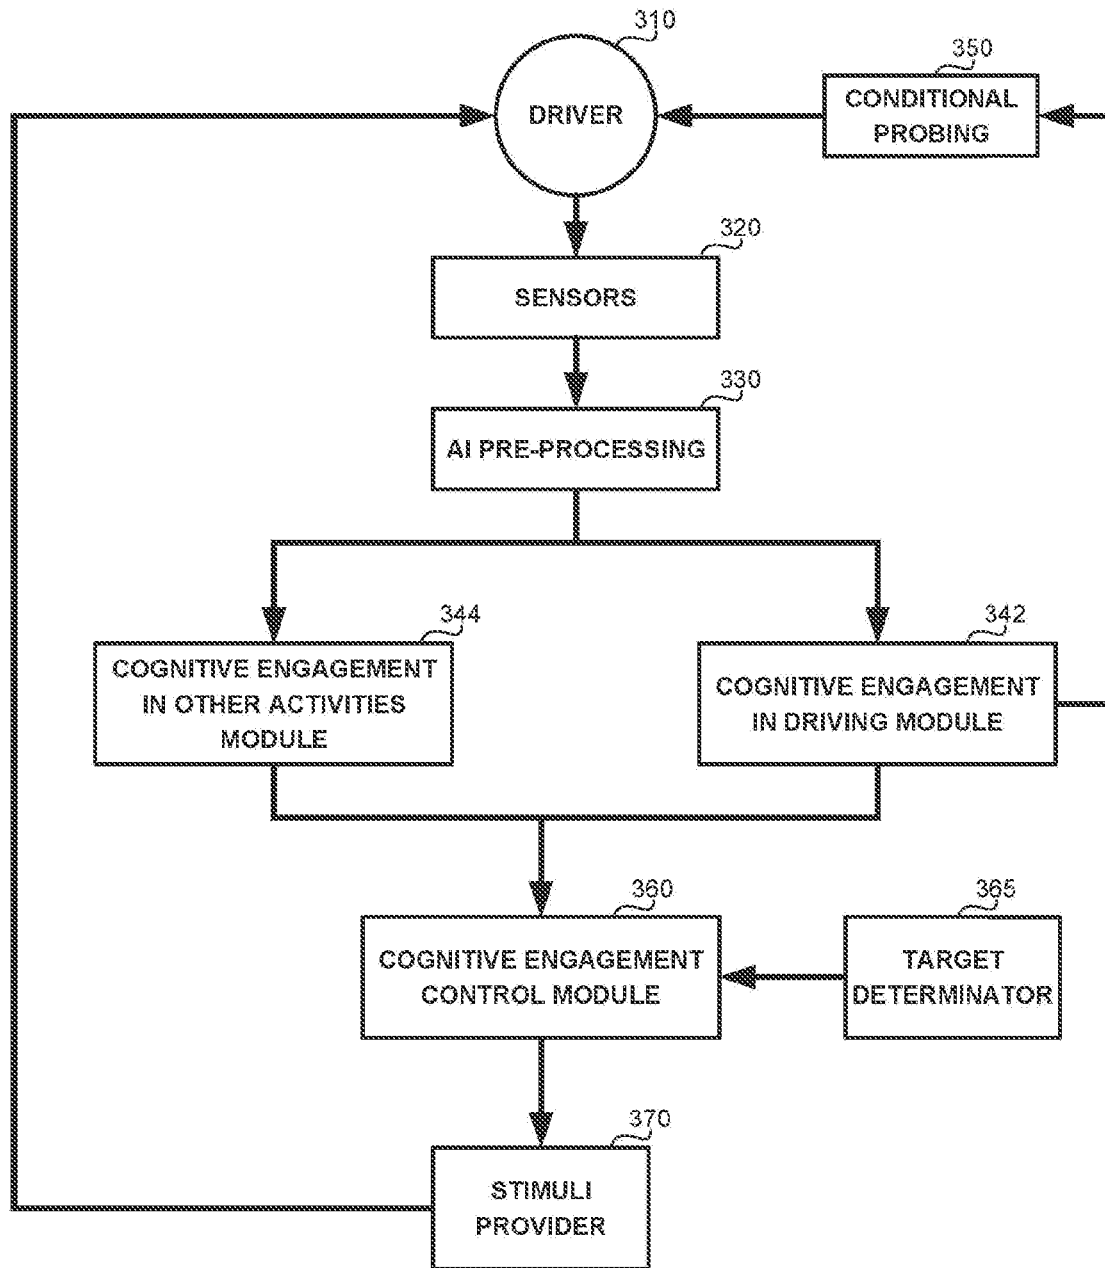 310
DRIVER
350
CONDITIONAL
PROBING
320
SENSORS
330
AI PRE-PROCESSING
344
COGNITIVE ENGAGEMENT
IN OTHER ACTIVITIES
MODULE
342
COGNITIVE ENGAGEMENT
IN DRIVING MODULE
360
COGNITIVE ENGAGEMENT
CONTROL MODULE
365
TARGET
DETERMINATOR
370
STIMULI
PROVIDER